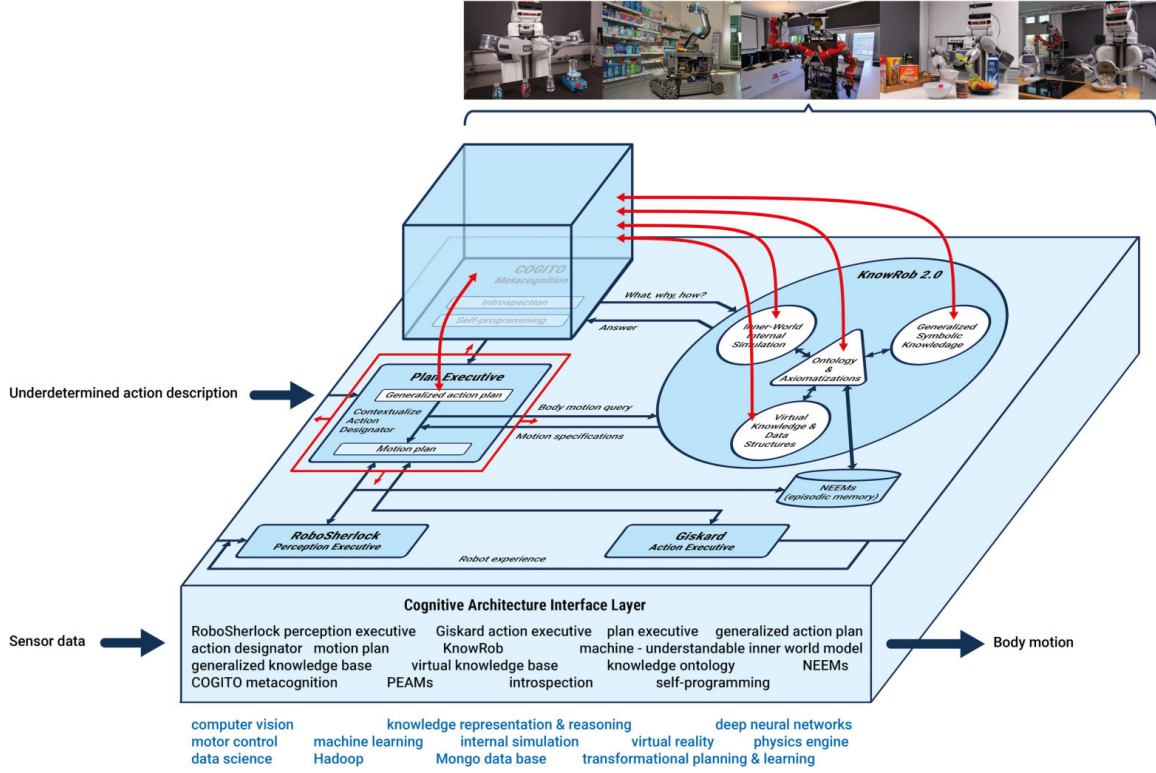 COGITO
Metacognition
Introspection
Self-programming
KnowRob 2.0
What, why, how?
Answer
Inner-World
Internal
Simulation
Generalized
Symbolic
Knowledage
Ontology
&
Axiomatizations
Virtual
Knowledge &
Data
Structures
Underdetermined action description
Plan Executive
Generalized action plan
Contextualize
Action
Designator
Motion plan
Body motion query
Motion specifications
NEEMs
(episodic memory)
RoboSherlock
Perception Executive
Giskard
Action Executive
Robot experience
Cognitive Architecture Interface Layer
Sensor data
Body motion
RoboSherlock perception executive Giskard action executive plan executive generalized action plan
action designator motion plan KnowRob machine - understandable inner world model
generalized knowledge base virtual knowledge base knowledge ontology NEEMs
COGITO metacognition PEAMs introspection self-programming
computer vision knowledge representation & reasoning deep neural networks
motor control machine learning internal simulation virtual reality physics engine
data science Hadoop Mongo data base transformational planning & learning